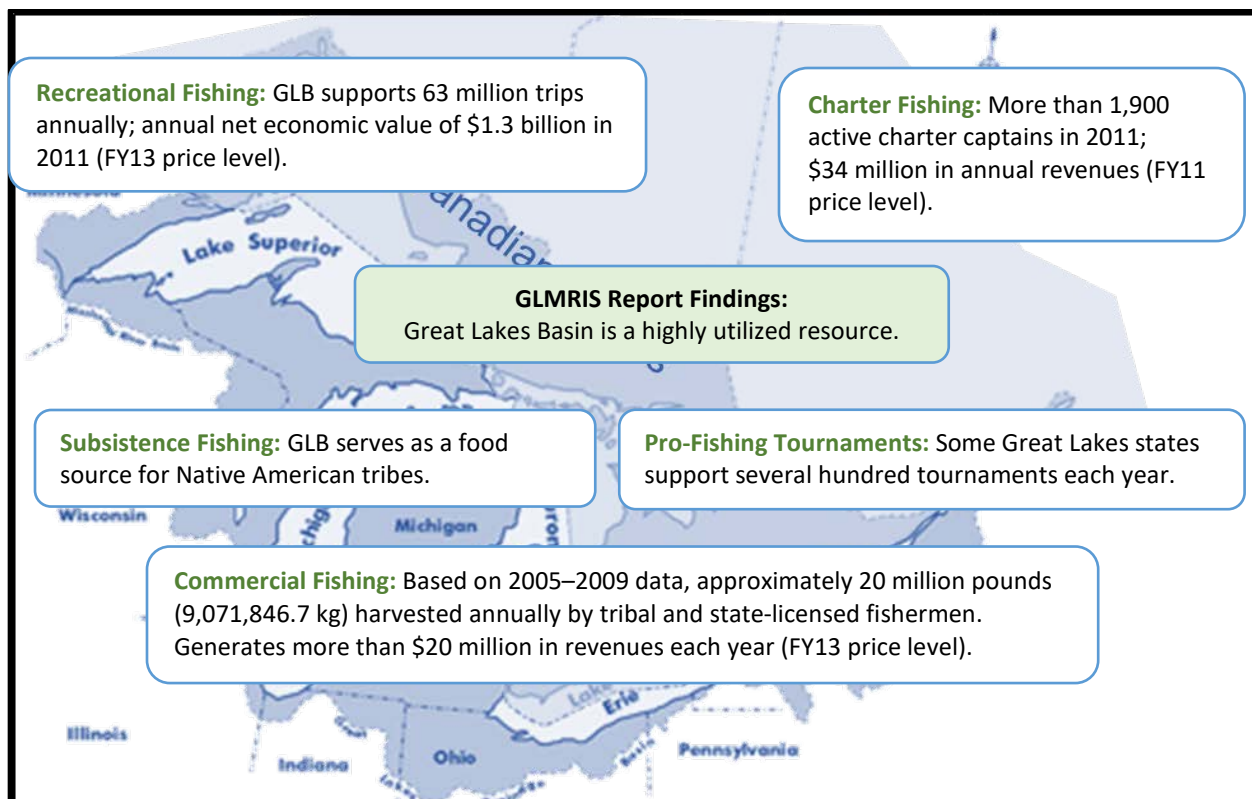 Recreational Fishing: GLB supports 63 million trips
annually; annual net economic value of $1.3 billion in
2011 (FY13 price level).
Charter Fishing: More than 1,900
active charter captains in 2011;
$34 million in annual revenues (FY11
price level).
Lake Superior
anadian
GLMRIS Report Findings:
Great Lakes Basin is a highly utilized resource.
Subsistence Fishing: GLB serves as a food
source for Native American tribes.
Pro-Fishing Tournaments: Some Great Lakes states
support several hundred tournaments each year.
Wisconsin
Michigan
Commercial Fishing: Based on 2005–2009 data, approximately 20 million pounds
(9,071,846.7 kg) harvested annually by tribal and state-licensed fishermen.
Generates more than $20 million in revenues each year (FY13 price level).
Lake
Erie
Illinois
Indiana
Ohio
Basin
Pennsylvania